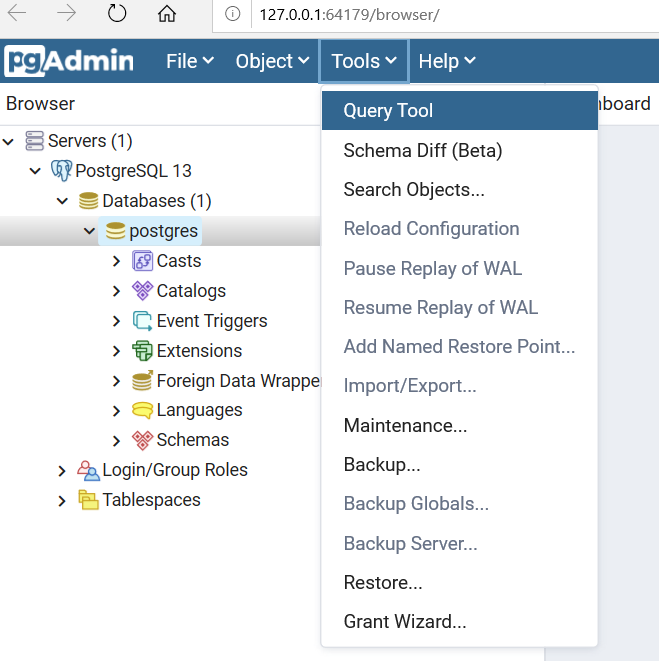 127.0.0.1:64179/browser/
pgAdmin File Object Tools Help
Browser
board
Query Tool
Schema Diff (Beta)
Search Objects...
Reload Configuration
Pause Replay of WAL
Resume Replay of WAL
Add Named Restore Point...
Import/Export...
Maintenance...
Backup...
Backup Globals...
Backup Server...
Restore...
Grant Wizard...
Servers (1)
PostgreSQL 13
Databases (1)
postgres
Casts
Catalogs
Event Triggers
Extensions
Foreign Data Wrappe
Languages
Schemas
Login/Group Roles
Tablespaces